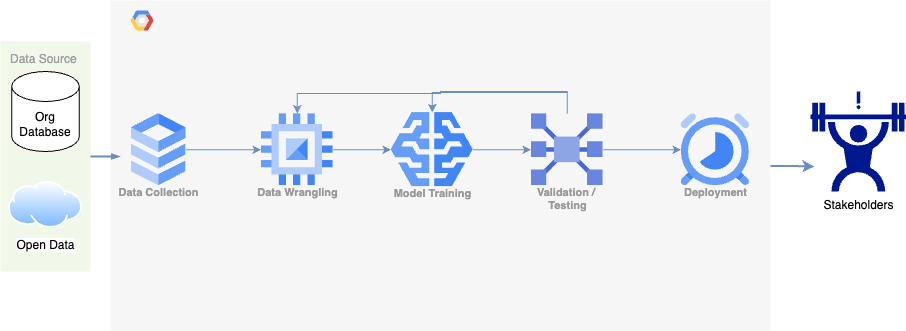 Data Source
Org
Database
Open Data
Data Collection
Data Wrangling
Model Training
Validation /
Testing
Deployment
!
Stakeholders